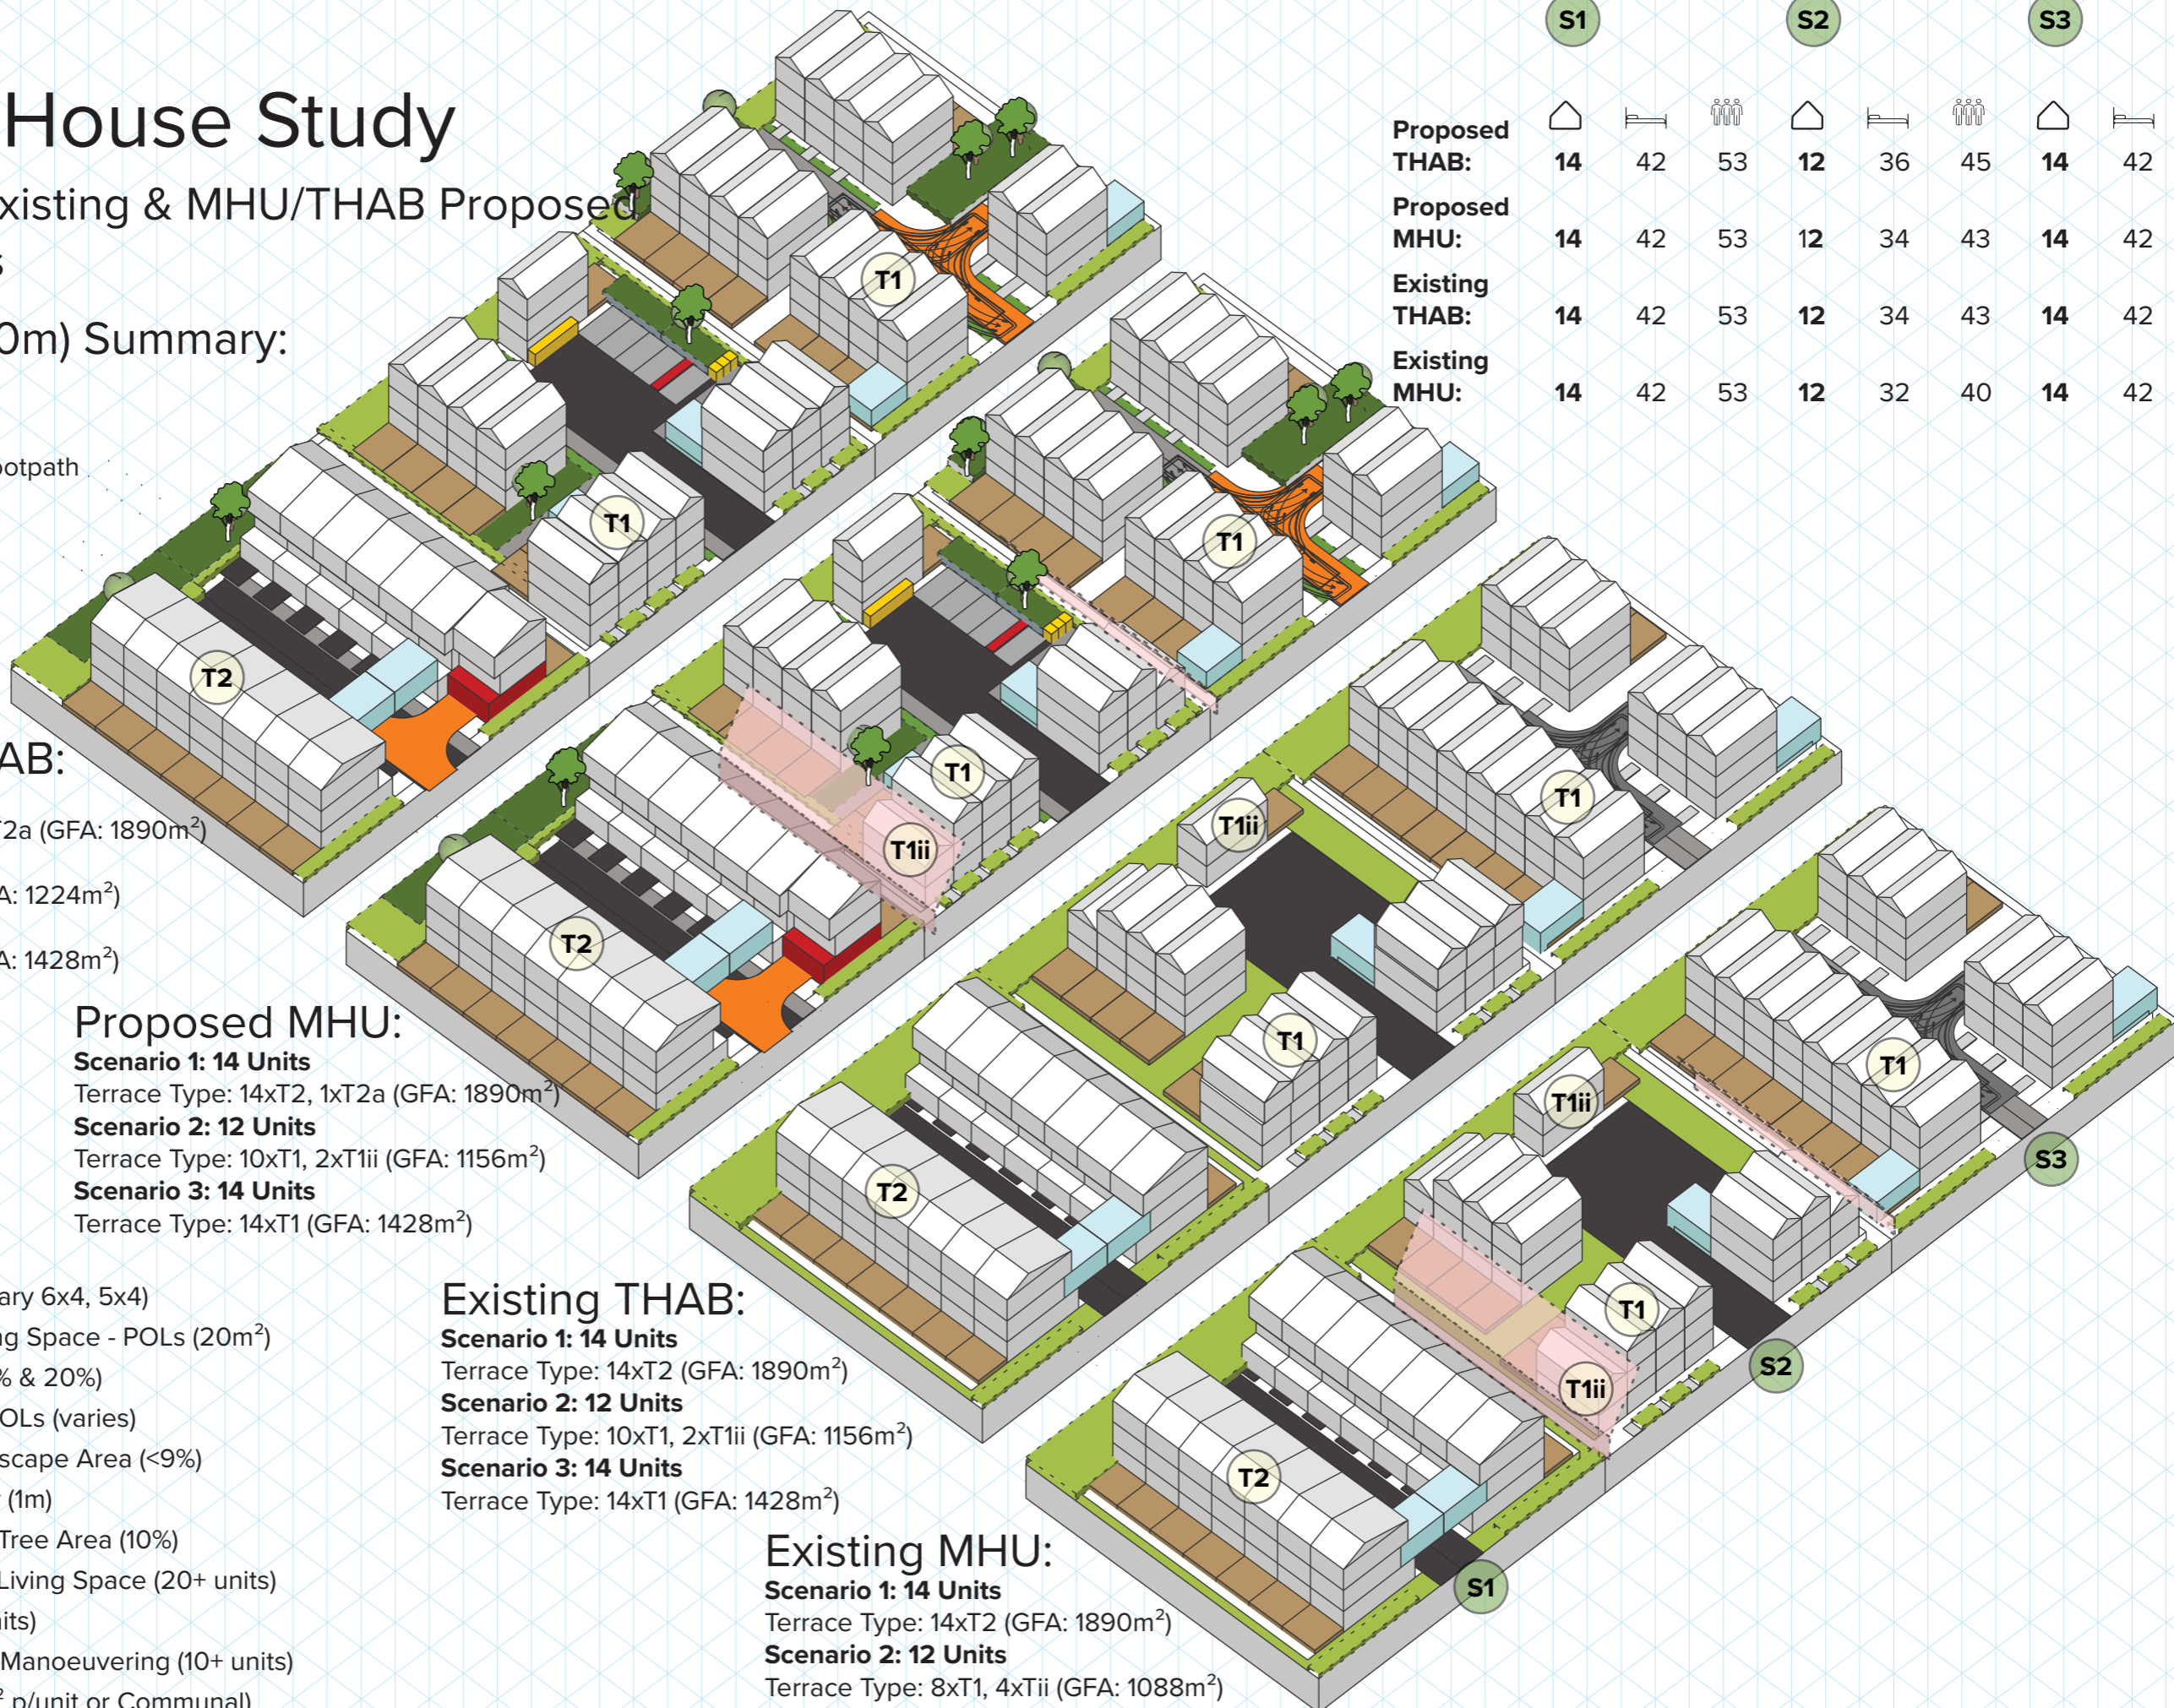 House Study
xisting & MHU/THAB Proposed
s
0m) Summary:
ootpath
AB:
T2a (GFA: 1890m²)
A: 1224m²)
A: 1428m²)
Proposed MHU:
Scenario 1: 14 Units
Terrace Type: 14xT2, 1xT2a (GFA: 1890m²)
Scenario 2: 12 Units
Terrace Type: 10xT1, 2xT1ii (GFA: 1156m²)
Scenario 3: 14 Units
Terrace Type: 14xT1 (GFA: 1428m²)
ary 6x4, 5x4)
ng Space - POLs (20m²)
% & 20%)
OLs (varies)
scape Area (<9%)
(1m)
Tree Area (10%)
Living Space (20+ units)
nits)
Manoeuvering (10+ units)
² p/unit or Communal)
Existing THAB:
Scenario 1: 14 Units
Terrace Type: 14xT2 (GFA: 1890m²)
Scenario 2: 12 Units
Terrace Type: 10xT1, 2xT1ii (GFA: 1156m²)
Scenario 3: 14 Units
Terrace Type: 14xT1 (GFA: 1428m²)
Existing MHU:
Scenario 1: 14 Units
Terrace Type: 14xT2 (GFA: 1890m²)
Scenario 2: 12 Units
Terrace Type: 8xT1, 4xTii (GFA: 1088m²)
S1 S2 S3
Proposed
THAB: 14 42 53 12 36 45 14 42
Proposed
MHU: 14 42 53 12 34 43 14 42
Existing
THAB: 14 42 53 12 34 43 14 42
Existing
MHU: 14 42 53 12 32 40 14 42
T1
T1
T2
T1
T1
T1ii
T2
T1
T1ii
T1
T2
T1
T1ii
T1
T1ii
T2
S3
S2
S1